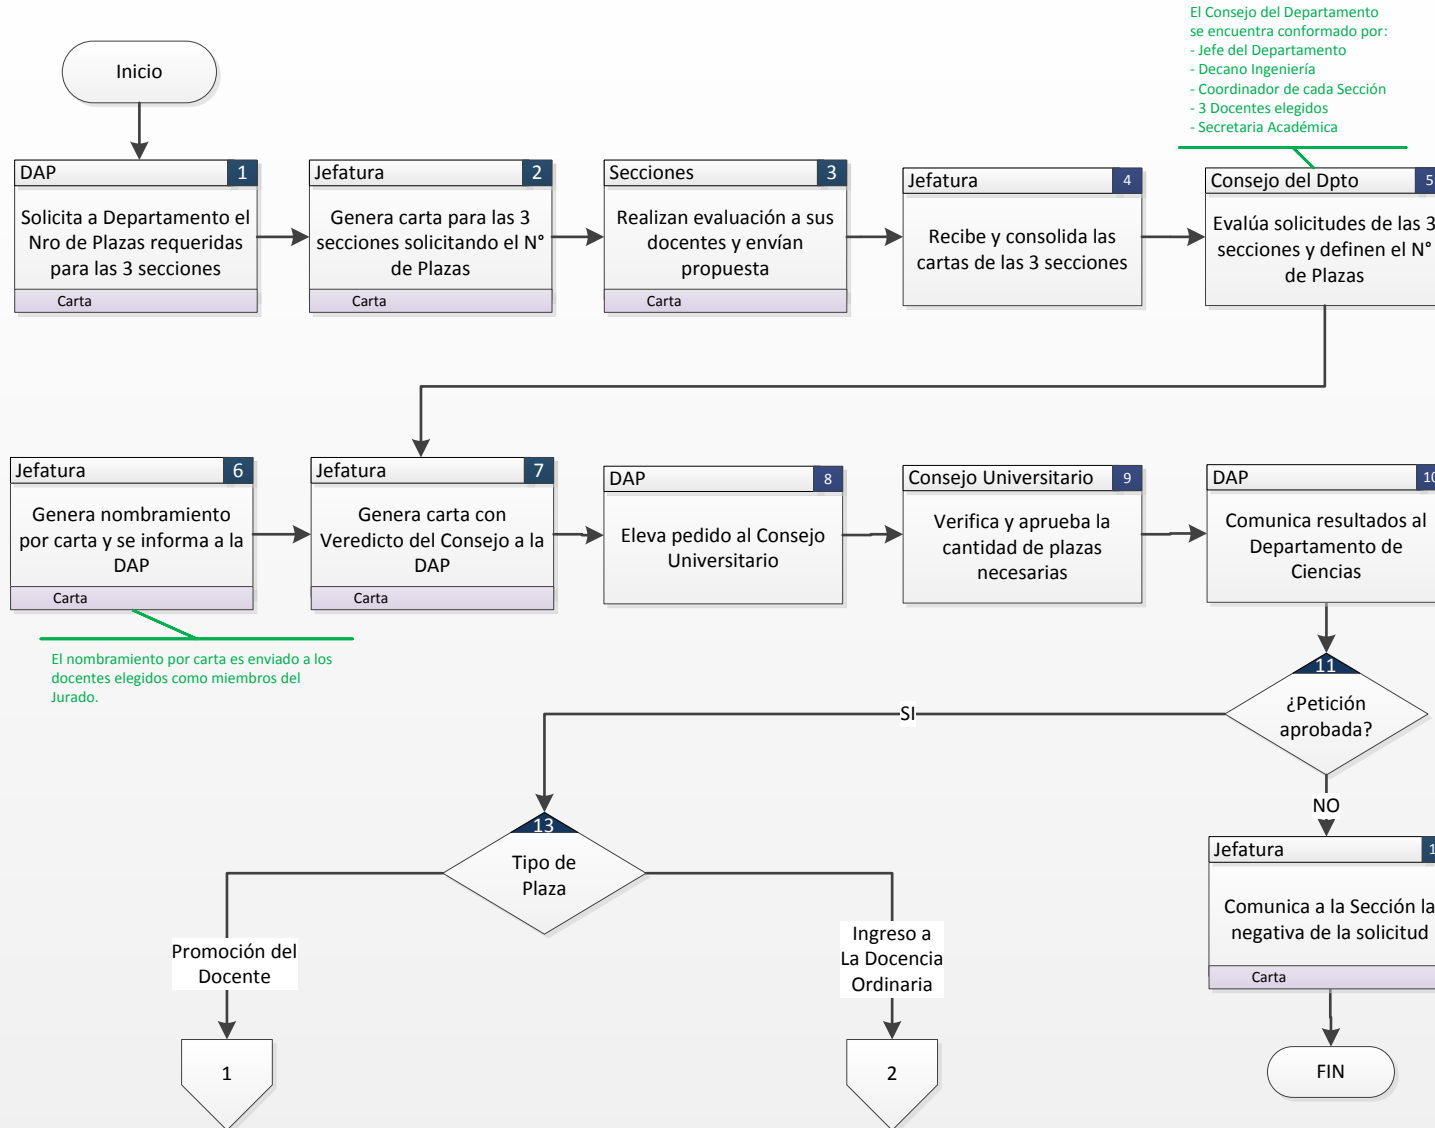 El Consejo del Departamento
se encuentra conformado por:
- Jefe del Departamento
- Decano Ingeniería
- Coordinador de cada Sección
- 3 Docentes elegidos
- Secretaria Académica
Inicio
DAP 1
Solicita a Departamento el
Nro de Plazas requeridas
para las 3 secciones
Carta
Jefatura 2
Genera carta para las 3
secciones solicitando el N°
de Plazas
Carta
Secciones 3
Realizan evaluación a sus
docentes y envían
propuesta
Carta
Jefatura 4
Recibe y consolida las
cartas de las 3 secciones
Consejo del Dpto 5
Evalúa solicitudes de las 3
secciones y definen el N°
de Plazas
Jefatura 6
Genera nombramiento
por carta y se informa a la
DAP
Carta
El nombramiento por carta es enviado a los
docentes elegidos como miembros del
Jurado.
Jefatura 7
Genera carta con
Veredicto del Consejo a la
DAP
Carta
DAP 8
Eleva pedido al Consejo
Universitario
Consejo Universitario 9
Verifica y aprueba la
cantidad de plazas
necesarias
DAP 10
Comunica resultados al
Departamento de
Ciencias
11
¿Petición
aprobada?
SI
NO
13
Tipo de
Plaza
Promoción del
Docente
Ingreso a
La Docencia
Ordinaria
Jefatura 1
Comunica a la Sección la
negativa de la solicitud
Carta
1
2
FIN